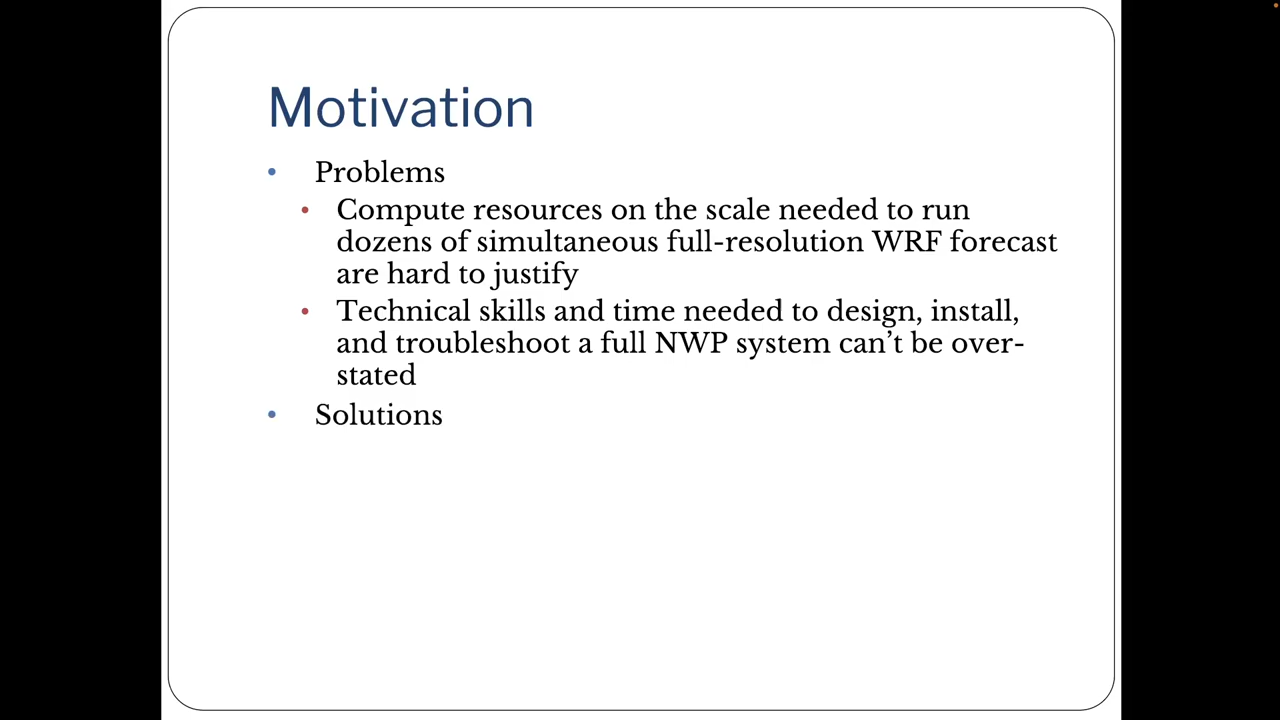 Motivation
• Problems
• Compute resources on the scale needed to run
dozens of simultaneous full-resolution WRF forecast
are hard to justify
• Technical skills and time needed to design, install,
and troubleshoot a full NWP system can’t be over-
stated
• Solutions